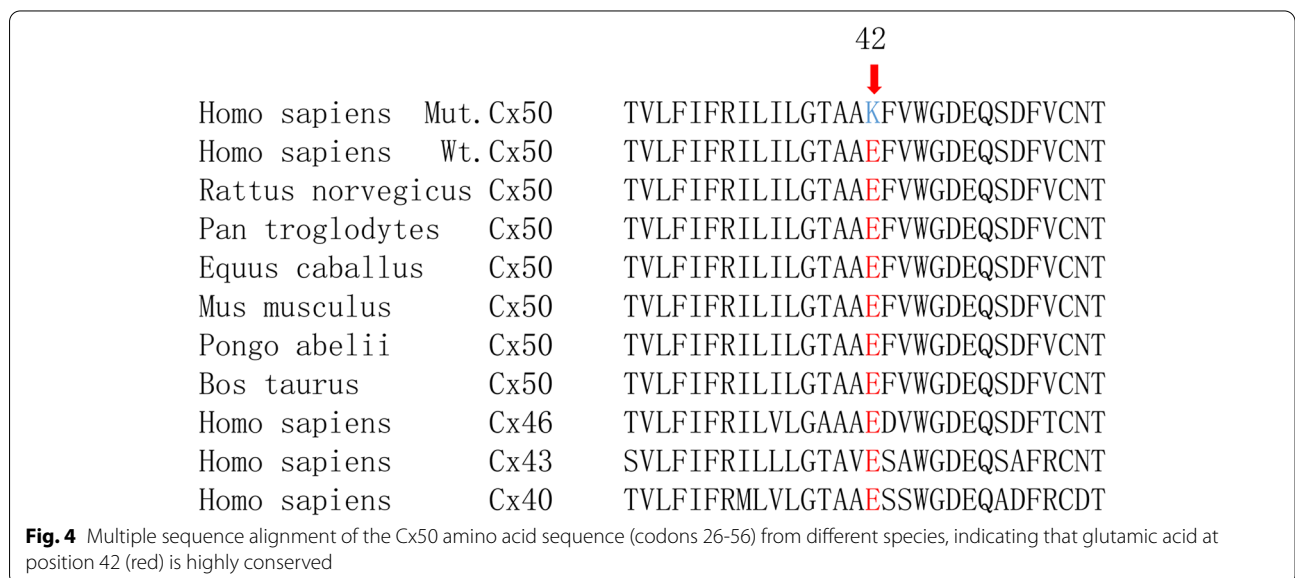 42
Homo sapiens Mut.Cx50 TVLFIFRILILGTAAKFVWGDEQSDFVCNT
Homo sapiens Wt.Cx50 TVLFIFRILILGTAAEFVWGDEQSDFVCNT
Rattus norvegicus Cx50 TVLFIFRILILGTAAEFVWGDEQSDFVCNT
Pan troglodytes Cx50 TVLFIFRILILGTAAEFVWGDEQSDFVCNT
Equus caballus Cx50 TVLFIFRILILGTAAEFVWGDEQSDFVCNT
Mus musculus Cx50 TVLFIFRILILGTAAEFVWGDEQSDFVCNT
Pongo abelii Cx50 TVLFIFRILILGTAAEFVWGDEQSDFVCNT
Bos taurus Cx50 TVLFIFRILILGTAAEFVWGDEQSDFVCNT
Homo sapiens Cx46 TVLFIFRILVLGAAAEDVWGDEQSDFTCNT
Homo sapiens Cx43 SVLFIFRILLLGTAVESAWGDEQSAFRCNT
Homo sapiens Cx40 TVLFIFRMLVLGTAAESSWGDEQADFRCDT
Fig. 4 Multiple sequence alignment of the Cx50 amino acid sequence (codons 26-56) from different species, indicating that glutamic acid at
position 42 (red) is highly conserved